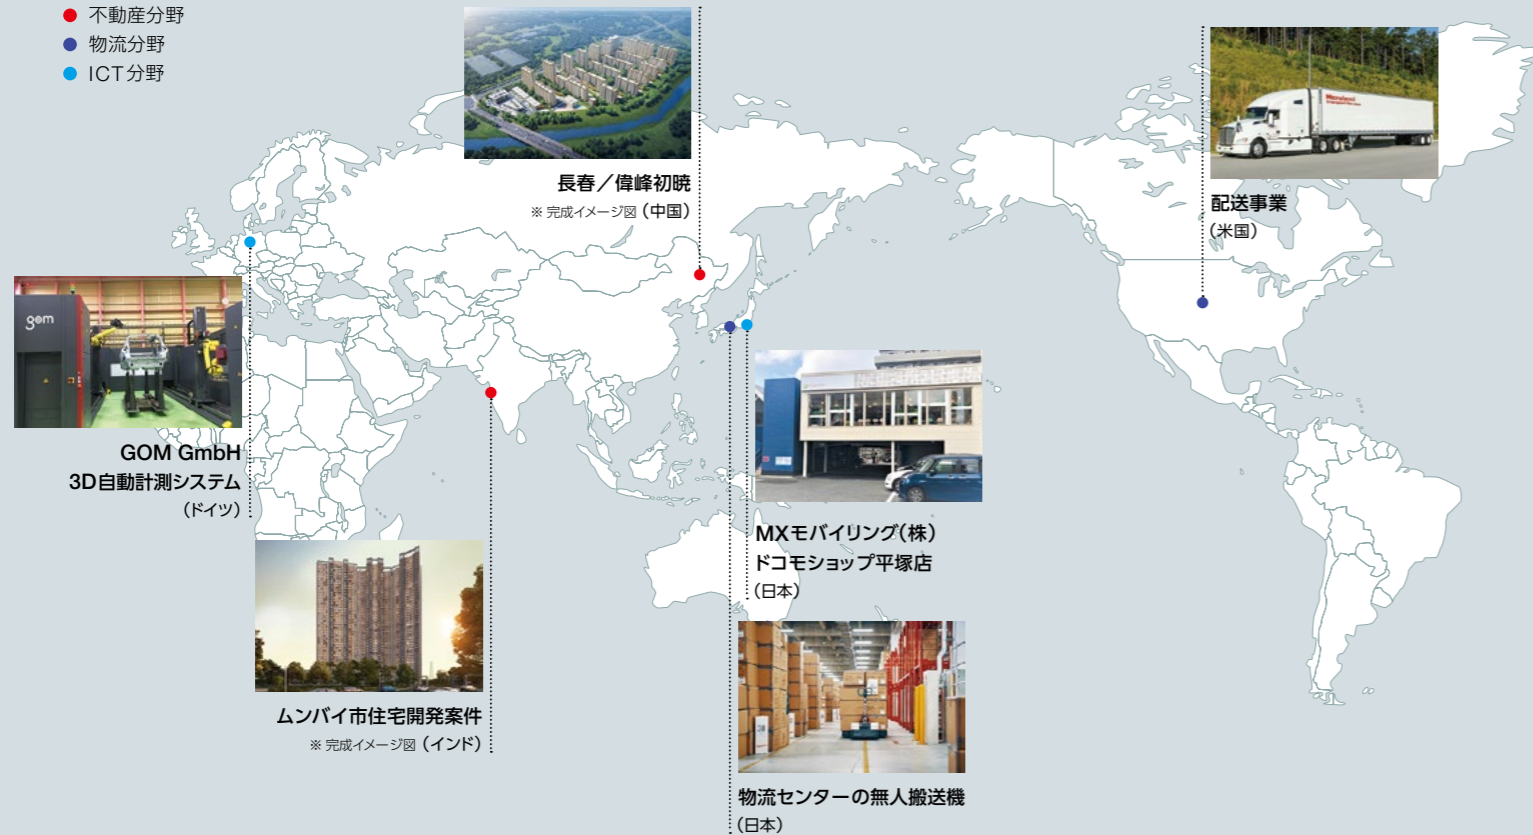 不動産分野
物流分野
ICT分野
長春／偉峰初暁
※ 完成イメージ図（中国）
配送事業
（米国）
gom
GOM GmbH
3D自動計測システム
（ドイツ）
MXモバイリング（株）
ドコモショップ平塚店
（日本）
ムンバイ市住宅開発案件
※ 完成イメージ図（インド）
物流センターの無人搬送機
（日本）